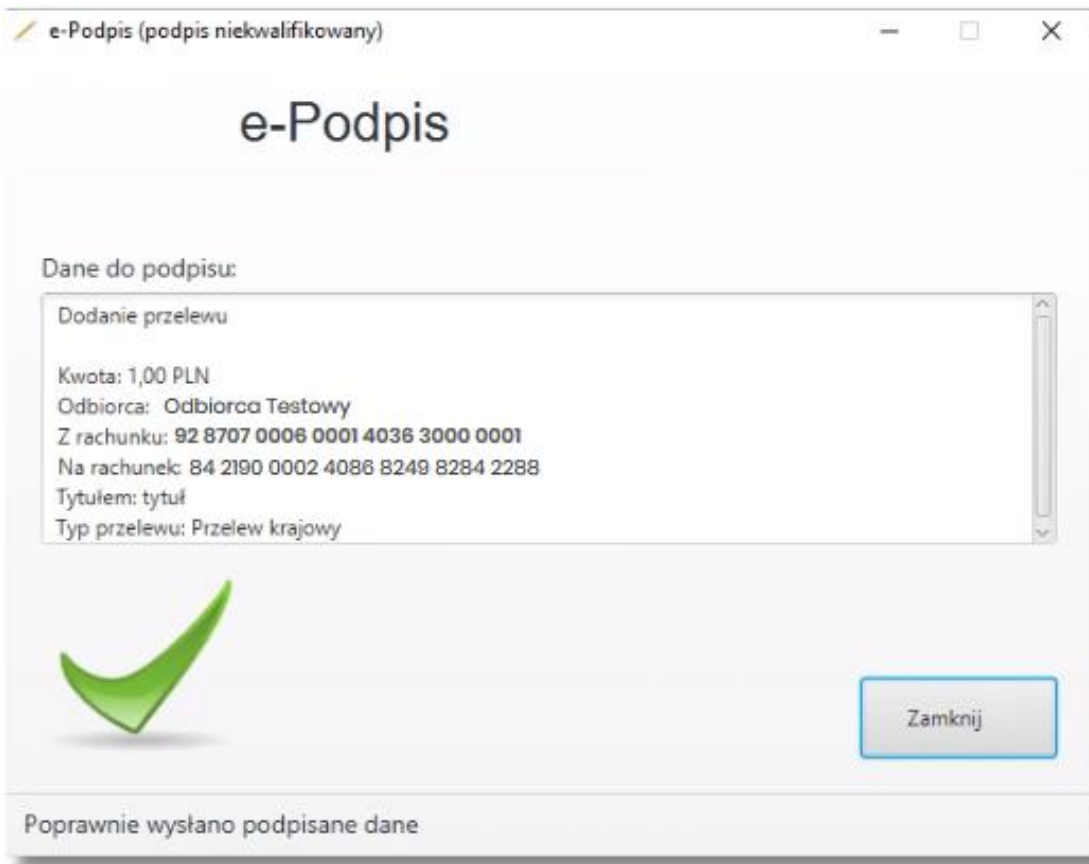 e-Podpis (podpis niekwalifikowany)
e-Podpis
Dane do podpisu:
Dodanie przelewu
Kwota: 1,00 PLN
Odbiorca: Odbiorca Testowy
Z rachunku: 92 8707 0006 0001 4036 3000 0001
Na rachunek: 84 2190 0002 4086 8249 8284 2288
Tytułem: tytuł
Typ przelewu: Przelew krajowy
Zamknij
Poprawnie wysłano podpisane dane